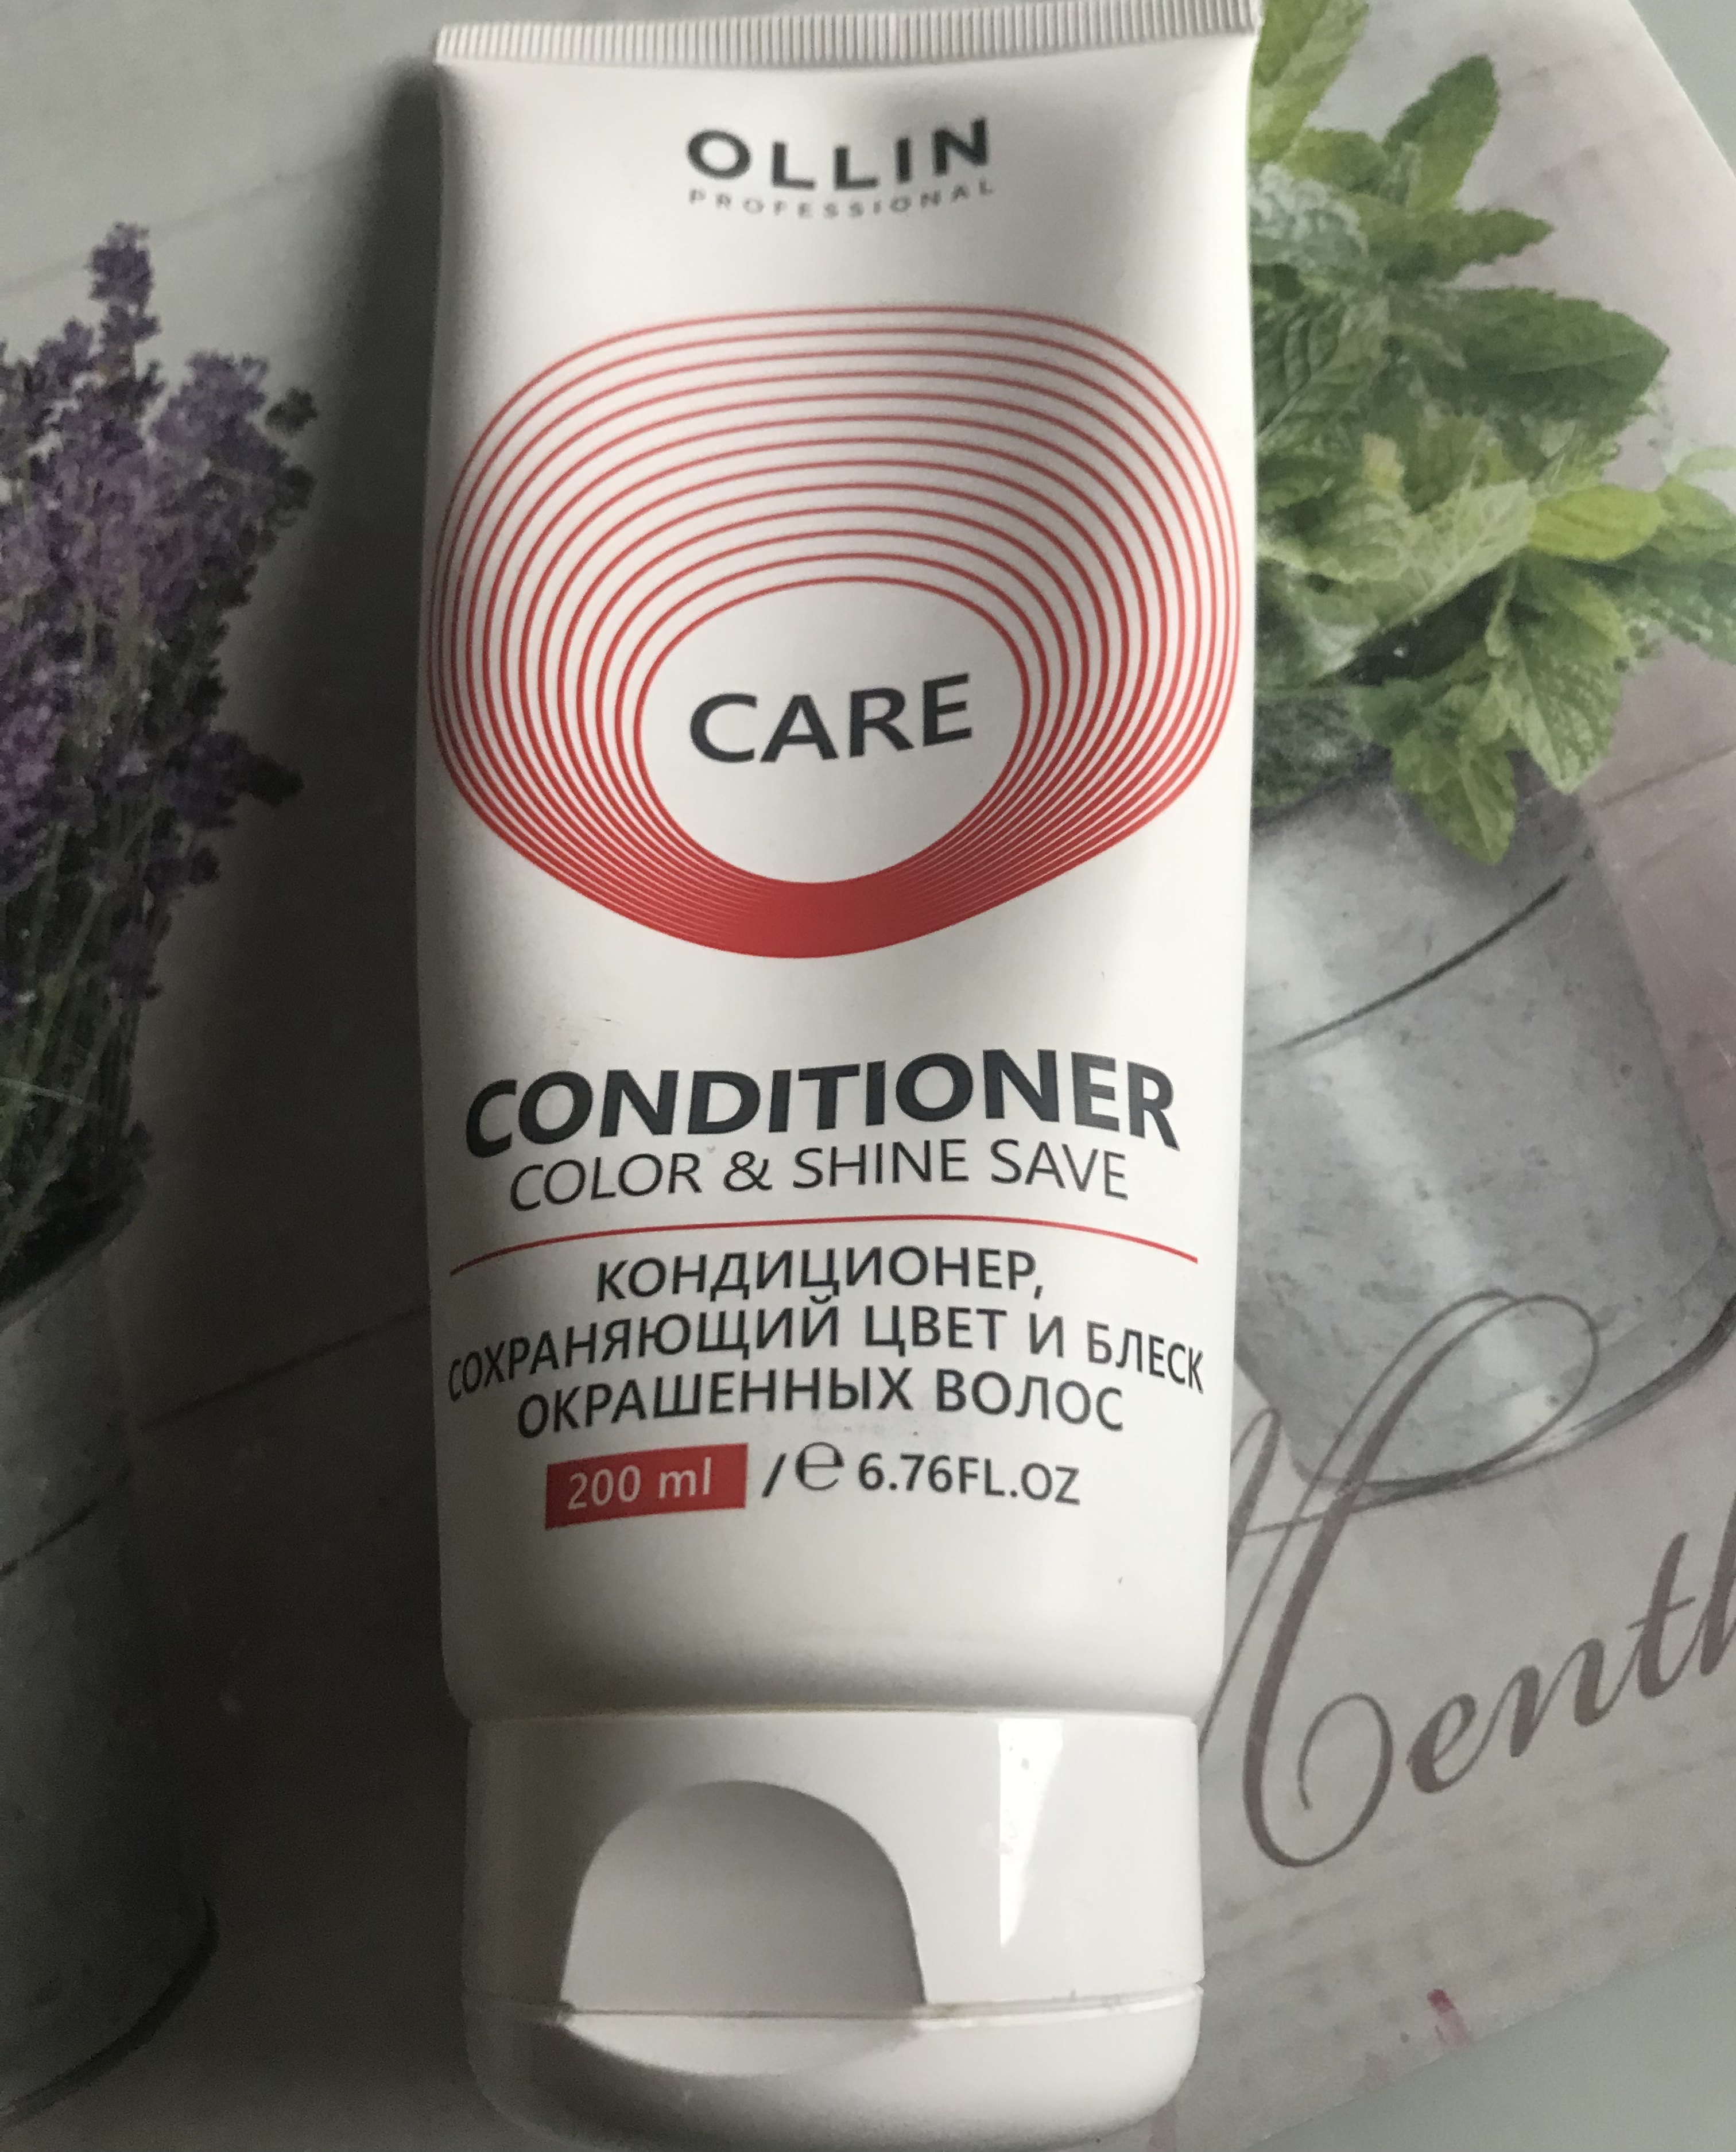 OLLIN
PROFESSIONAL
CARE
CONDITIONER
COLOR & SHINE SAVE
КОНДИЦИОНЕР,
СОХРАНЯЮЩИЙ ЦВЕТ И БЛЕСК
ОКРАШЕННЫХ ВОЛОС
200 ml / ℮ 6.76FL.OZ